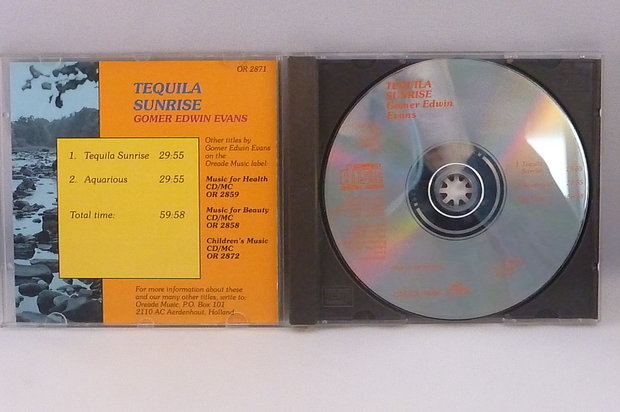 OR 2871
TEQUILA
SUNRISE
GOMER EDWIN EVANS
1. Tequila Sunrise 29:55
2. Aquarious 29:55
Total time: 59:58
Other titles by
Gomer Edwin Evans
on the
Oreade Music label:
Music for Health
CD/MC
OR 2859
Music for Beauty
CD/MC
OR 2858
Children's Music
CD/MC
OR 2872
For more information about these
and our many other titles, write to:
Oreade Music, P.O. Box 101
2110 AC Aerdenhout, Holland
TEQUILA
SUNRISE
Gomer Edwin
Evans
1. Tequila
Sunrise